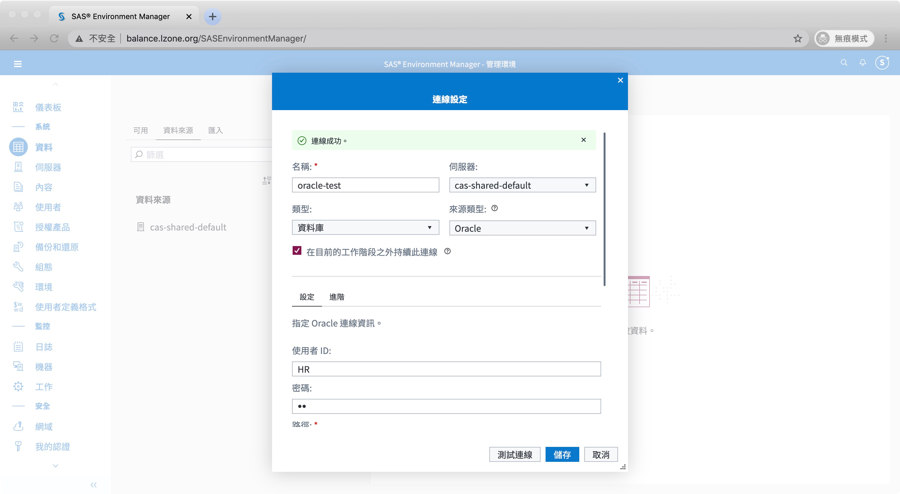 SAS® Environment Manager
不安全
balance.lzone.org/SASEnvironmentManager/
無痕模式
SAS® Environment Manager - 管理環境
儀表板
系統
資料
伺服器
內容
使用者
授權產品
備份和還原
組態
環境
使用者定義格式
監控
日誌
機器
工作
安全
網域
我的認證
可用
資料來源
匯入
篩選
資料來源
cas-shared-default
資料。
連線設定
連線成功。
名稱: *
伺服器:
oracle-test
cas-shared-default
類型:
來源類型:
資料庫
Oracle
在目前的工作階段之外持續此連線
設定
進階
指定 Oracle 連線資訊。
使用者 ID:
HR
密碼:
••
路徑: *
測試連線
儲存
取消